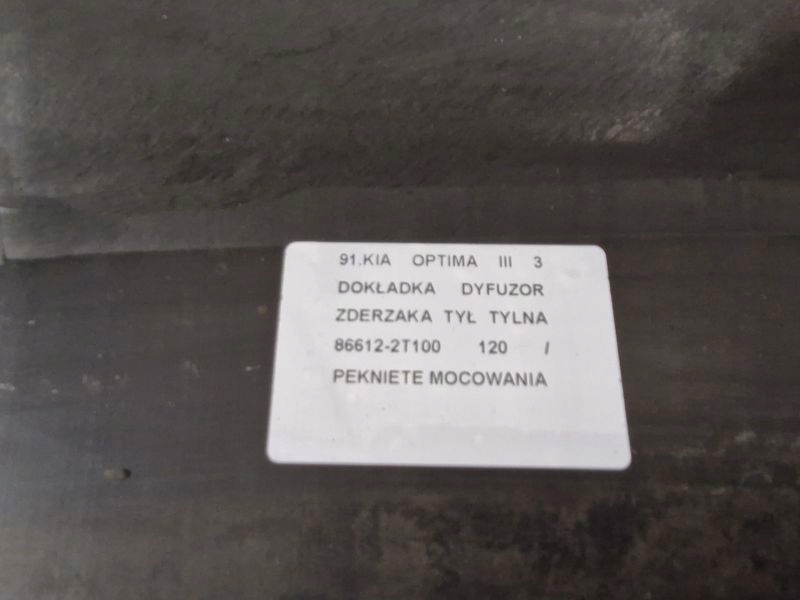 91.KIA OPTIMA III 3
DOKŁADKA DYFUZOR
ZDERZAKA TYŁ TYLNA
86612-2T100 120 /
PEKNIETE MOCOWANIA